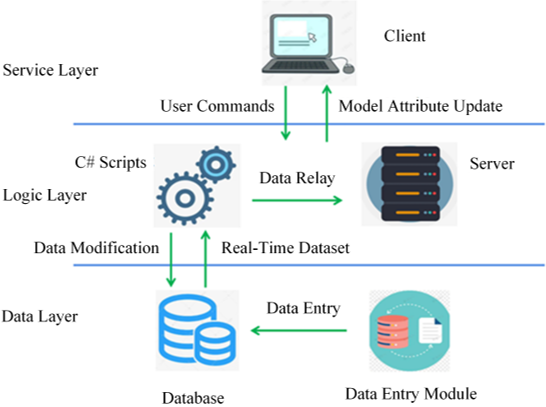 Client
Service Layer
User Commands
Model Attribute Update
C# Scripts
Server
Data Relay
Logic Layer
Data Modification
Real-Time Dataset
Data Entry
Data Layer
Database
Data Entry Module